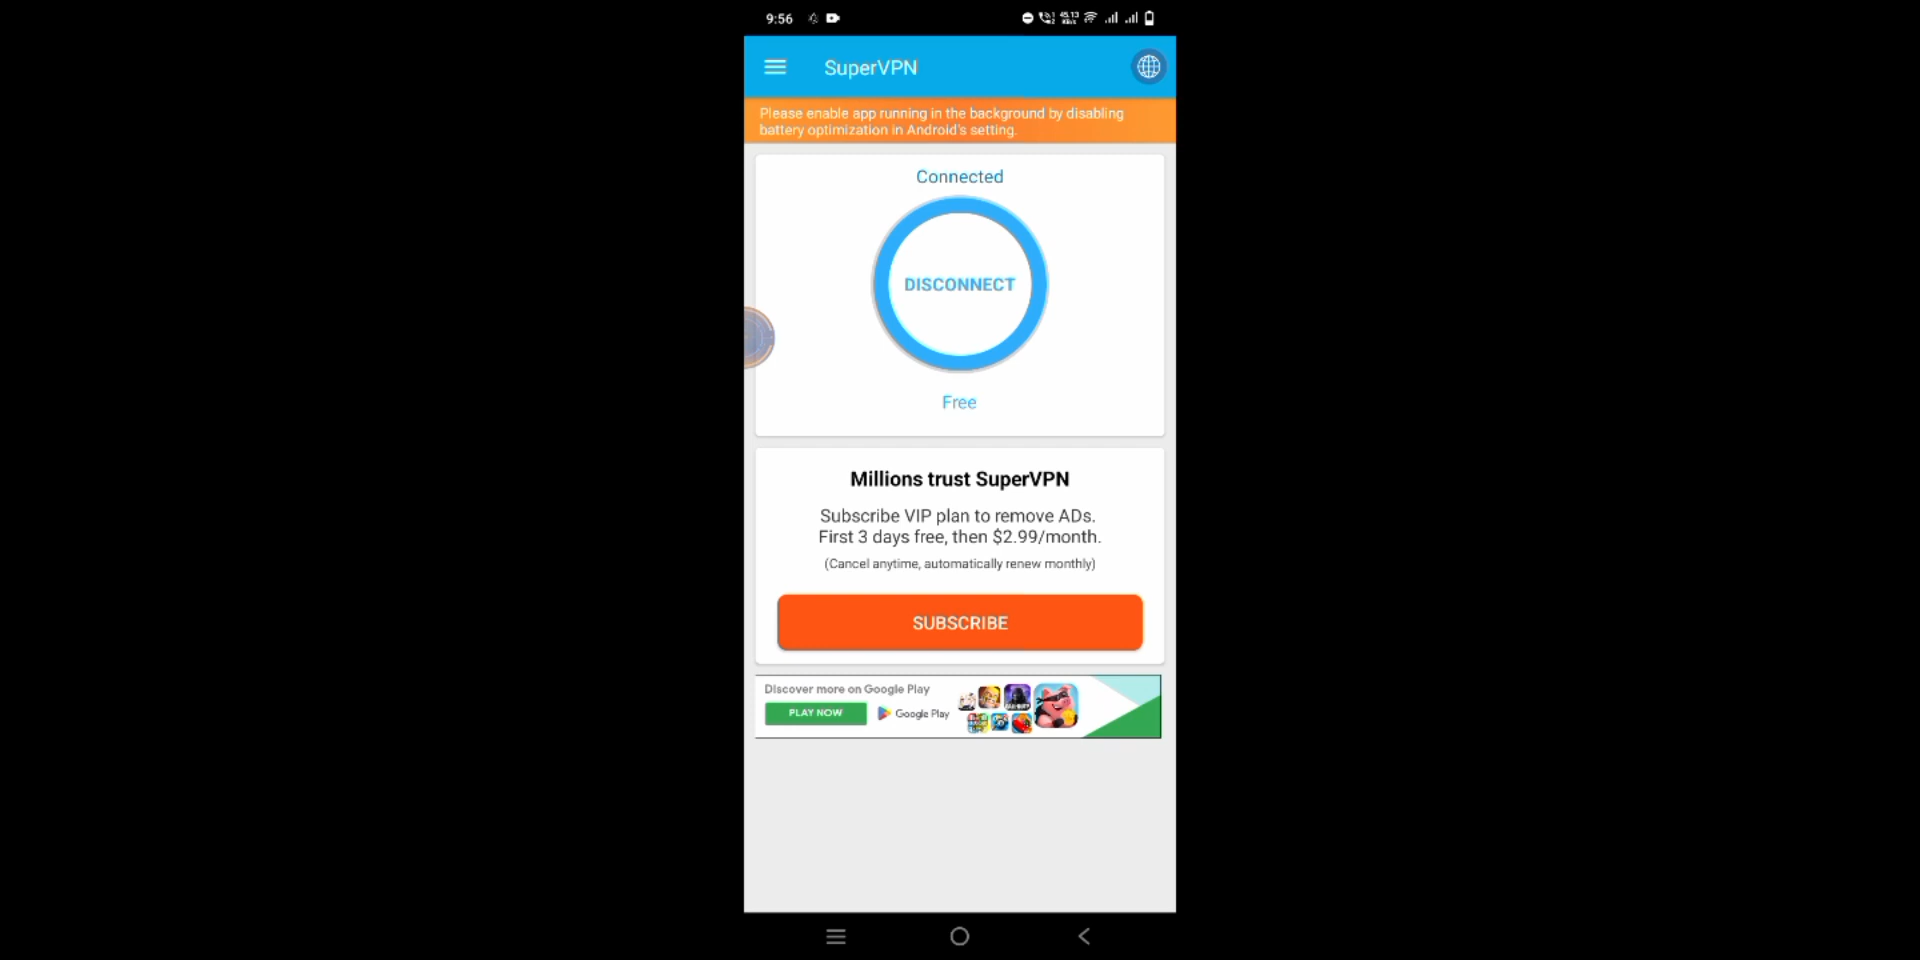 9:56
45.13
SuperVPN
Please enable app running in the background by disabling
battery optimization in Android's setting.
Connected
DISCONNECT
Free
Millions trust SuperVPN
Subscribe VIP plan to remove ADs.
First 3 days free, then $2.99/month.
(Cancel anytime, automatically renew monthly)
SUBSCRIBE
Discover more on Google Play
PLAY NOW
Google Play